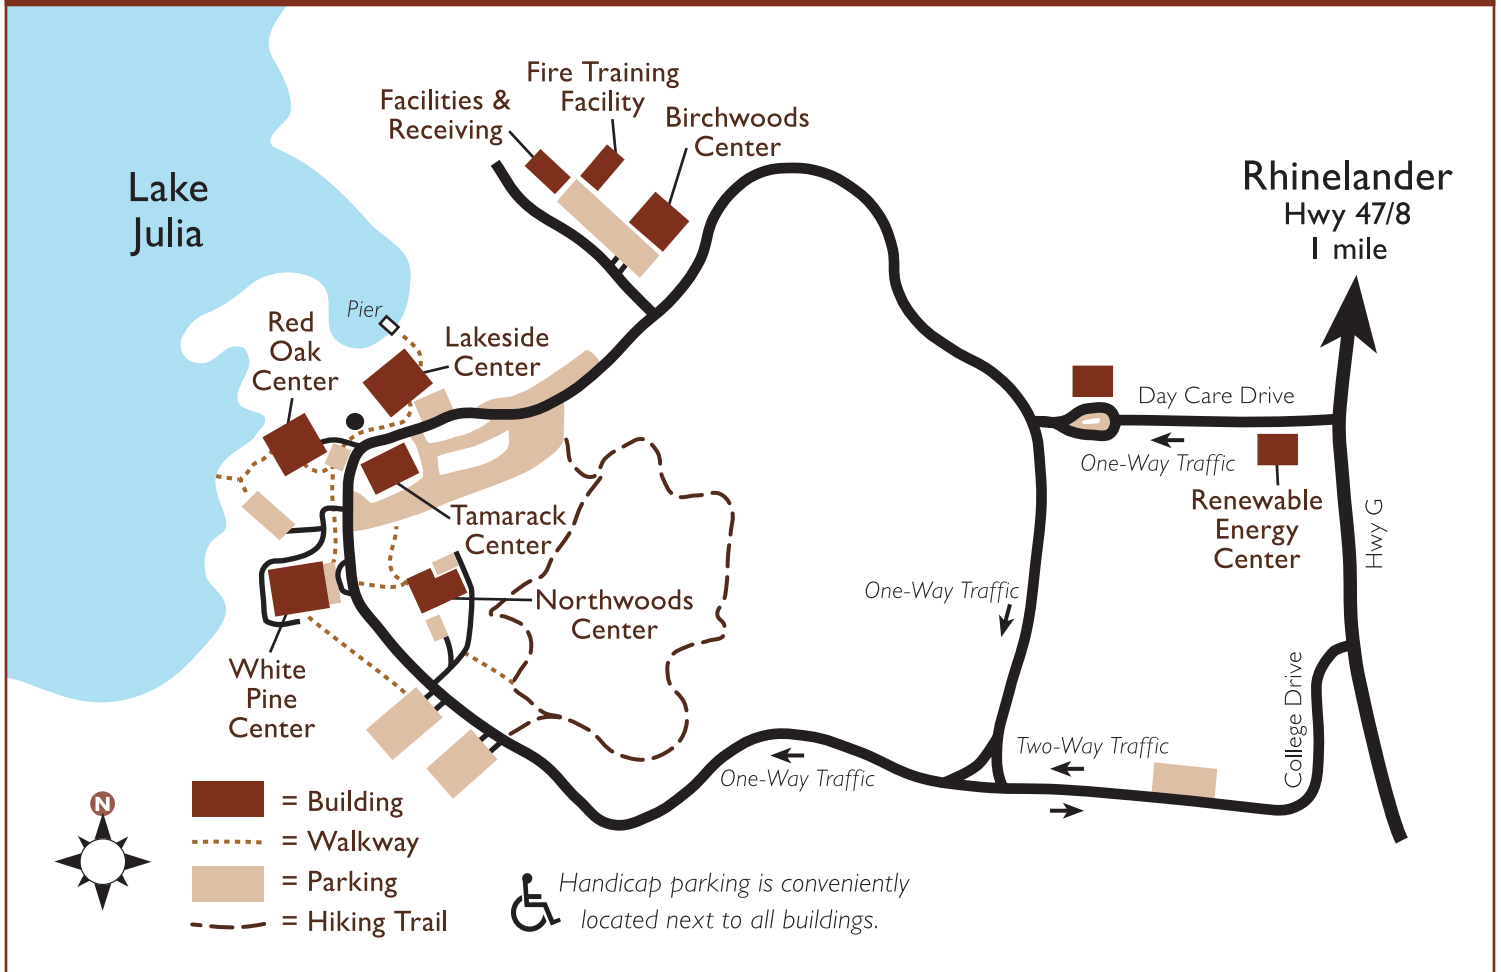 Fire Training
Facility
Facilities &
Receiving
Birchwoods
Center
Lake
Julia
Rhinelander
Hwy 47/8
1 mile
Pier
Red
Oak
Center
Lakeside
Center
Day Care Drive
One-Way Traffic
Renewable
Energy
Center
Hwy G
Tamarack
Center
One-Way Traffic
Northwoods
Center
White
Pine
Center
College Drive
Two-Way Traffic
One-Way Traffic
N
= Building
= Walkway
= Parking
= Hiking Trail
Handicap parking is conveniently
located next to all buildings.